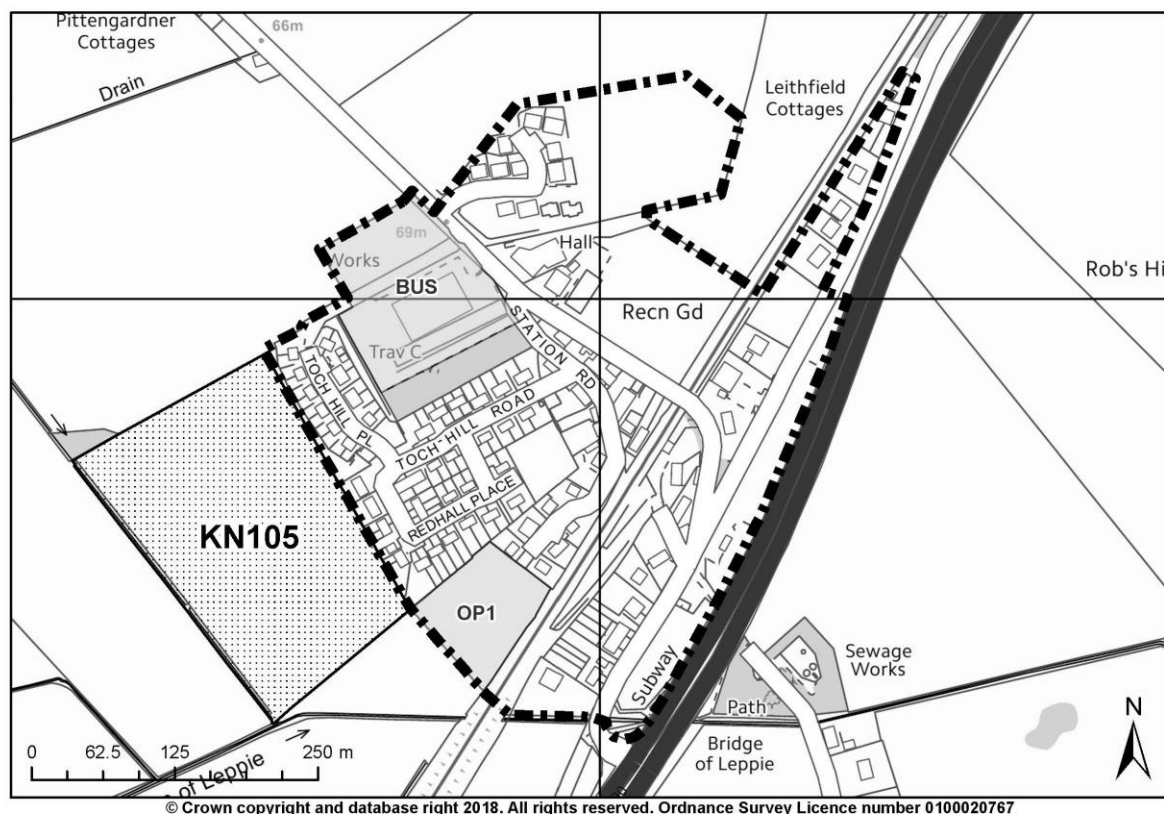 Pittengardner
Cottages
66m
Drain
Leithfield
Cottages
69m
Works
Hall
BUS
Rob's Hi
Recn Gd
STATION RD
Trav C
TOCH HILL PL
TOCH-HILL ROAD
REDHALL PLACE
KN105
OP1
Subway
Sewage
Works
Path
Bridge
of Leppie
N
0 62.5 125 250 m
of Leppie
© Crown copyright and database right 2018. All rights reserved. Ordnance Survey Licence number 0100020767